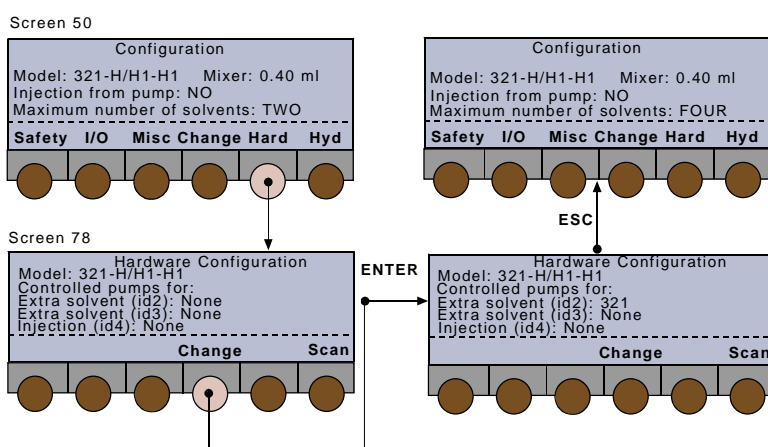 Screen 50
Configuration
Model: 321-H/H1-H1 Mixer: 0.40 ml
Injection from pump: NO
Maximum number of solvents: TWO
Safety I/O Misc Change Hard Hyd
Configuration
Model: 321-H/H1-H1 Mixer: 0.40 ml
Injection from pump: NO
Maximum number of solvents: FOUR
Safety I/O Misc Change Hard Hyd
ESC
Screen 78
Hardware Configuration
Model: 321-H/H1-H1
Controlled pumps for:
Extra solvent (id2): None
Extra solvent (id3): None
Injection (id4): None
Change Scan
ENTER
Hardware Configuration
Model: 321-H/H1-H1
Controlled pumps for:
Extra solvent (id2): 321
Extra solvent (id3): None
Injection (id4): None
Change Scan